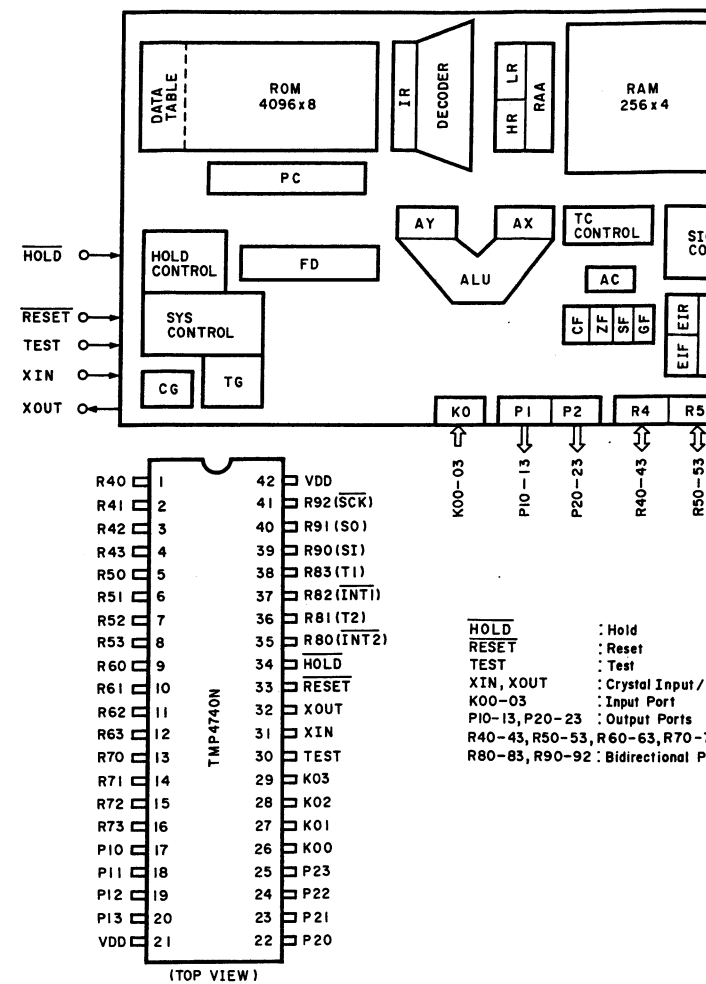 DATA TABLE
ROM
4096x8
IR
DECODER
HR
LR
RAA
RAM
256x4
PC
HOLD
HOLD
CONTROL
FD
AY
AX
ALU
TC
CONTROL
AC
CF ZF SF GF
EIR
EIF
RESET
TEST
XIN
XOUT
SYS
CONTROL
CG
TG
K0
P1
P2
R4
R5
K00-03
P10-13
P20-23
R40-43
R50-53
R40 1 42 VDD
R41 2 41 R92(SCK)
R42 3 40 R91(SO)
R43 4 39 R90(SI)
R50 5 38 R83(T1)
R51 6 37 R82(INT1)
R52 7 36 R81(T2)
R53 8 35 R80(INT2)
R60 9 34 HOLD
R61 10 33 RESET
R62 11 32 XOUT
R63 12 31 XIN
R70 13 30 TEST
R71 14 29 K03
R72 15 28 K02
R73 16 27 K01
P10 17 26 K00
P11 18 25 P23
P12 19 24 P22
P13 20 23 P21
VDD 21 22 P20
TMP4740N
(TOP VIEW)
HOLD : Hold
RESET : Reset
TEST : Test
XIN, XOUT : Crystal Input/
K00-03 : Input Port
P10-13, P20-23 : Output Ports
R40-43, R50-53, R60-63, R70-
R80-83, R90-92 : Bidirectional